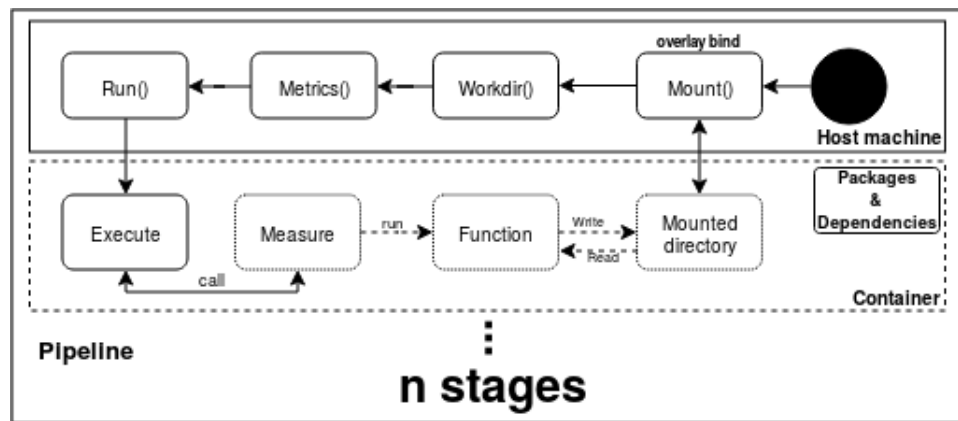 overlay bind
Run()
Metrics()
Workdir()
Mount()
Host machine
Packages
&
Dependencies
Execute
Measure
run
Function
Write
Read
Mounted
directory
call
Container
Pipeline
n stages